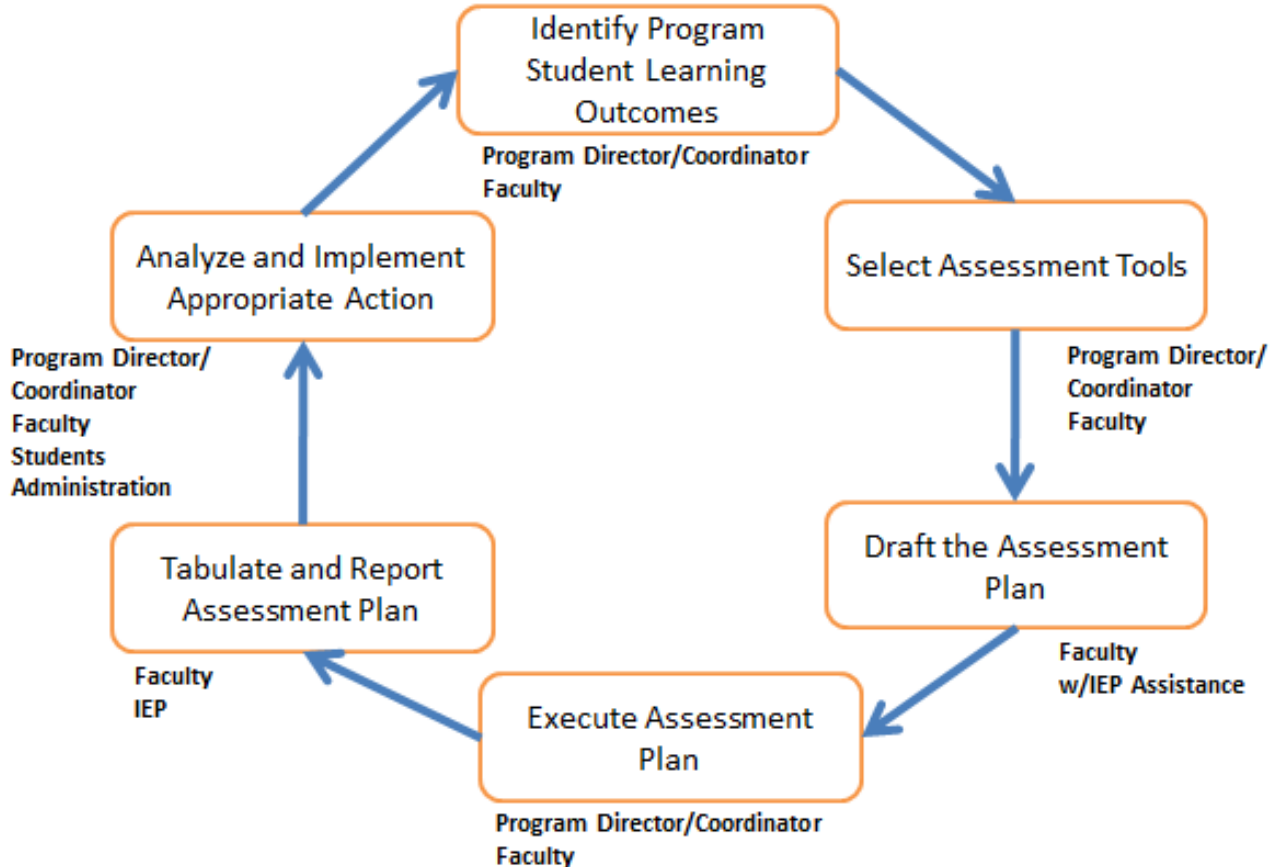 Identify Program
Student Learning
Outcomes
Program Director/Coordinator
Faculty
Select Assessment Tools
Program Director/
Coordinator
Faculty
Draft the Assessment
Plan
Faculty
w/IEP Assistance
Execute Assessment
Plan
Program Director/Coordinator
Faculty
Tabulate and Report
Assessment Plan
Faculty
IEP
Analyze and Implement
Appropriate Action
Program Director/
Coordinator
Faculty
Students
Administration